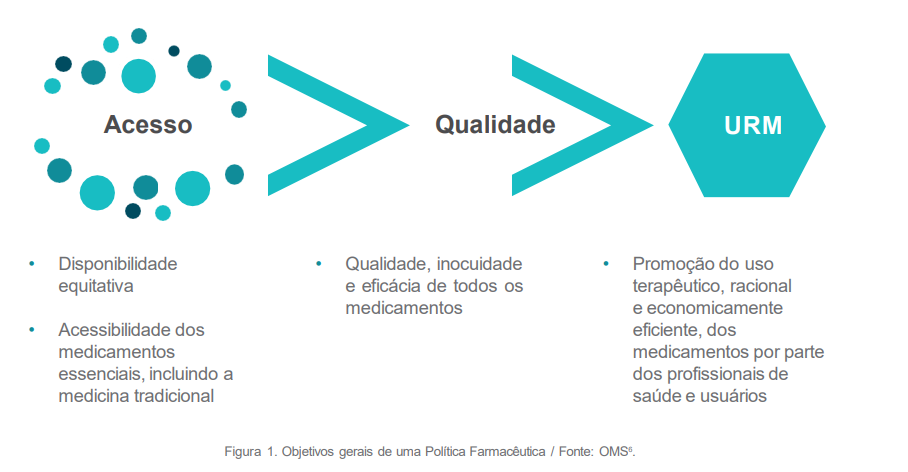 Acesso
Qualidade
URM
• Disponibilidade
equitativa
• Acessibilidade dos
medicamentos
essenciais, incluindo a
medicina tradicional
• Qualidade, inocuidade
e eficácia de todos os
medicamentos
• Promoção do uso
terapêutico, racional
e economicamente
eficiente, dos
medicamentos por parte
dos profissionais de
saúde e usuários
Figura 1. Objetivos gerais de uma Política Farmacêutica / Fonte: OMS⁶.